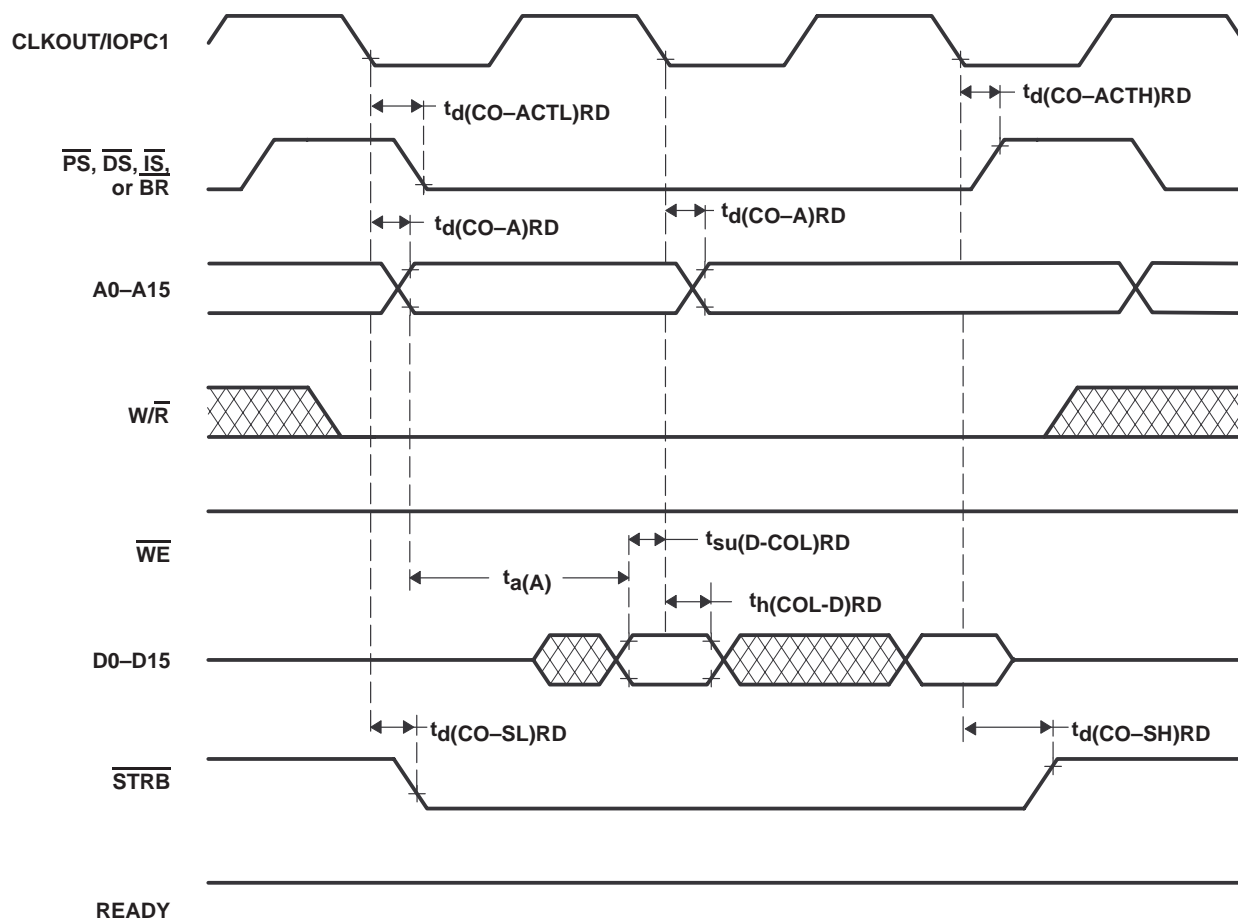 CLKOUT/IOPC1
td(CO–ACTL)RD
td(CO–ACTH)RD
PS, DS, IS,
or BR
td(CO–A)RD
td(CO–A)RD
A0–A15
W/R
WE
tsu(D-COL)RD
ta(A)
th(COL-D)RD
D0–D15
td(CO–SL)RD
td(CO–SH)RD
STRB
READY